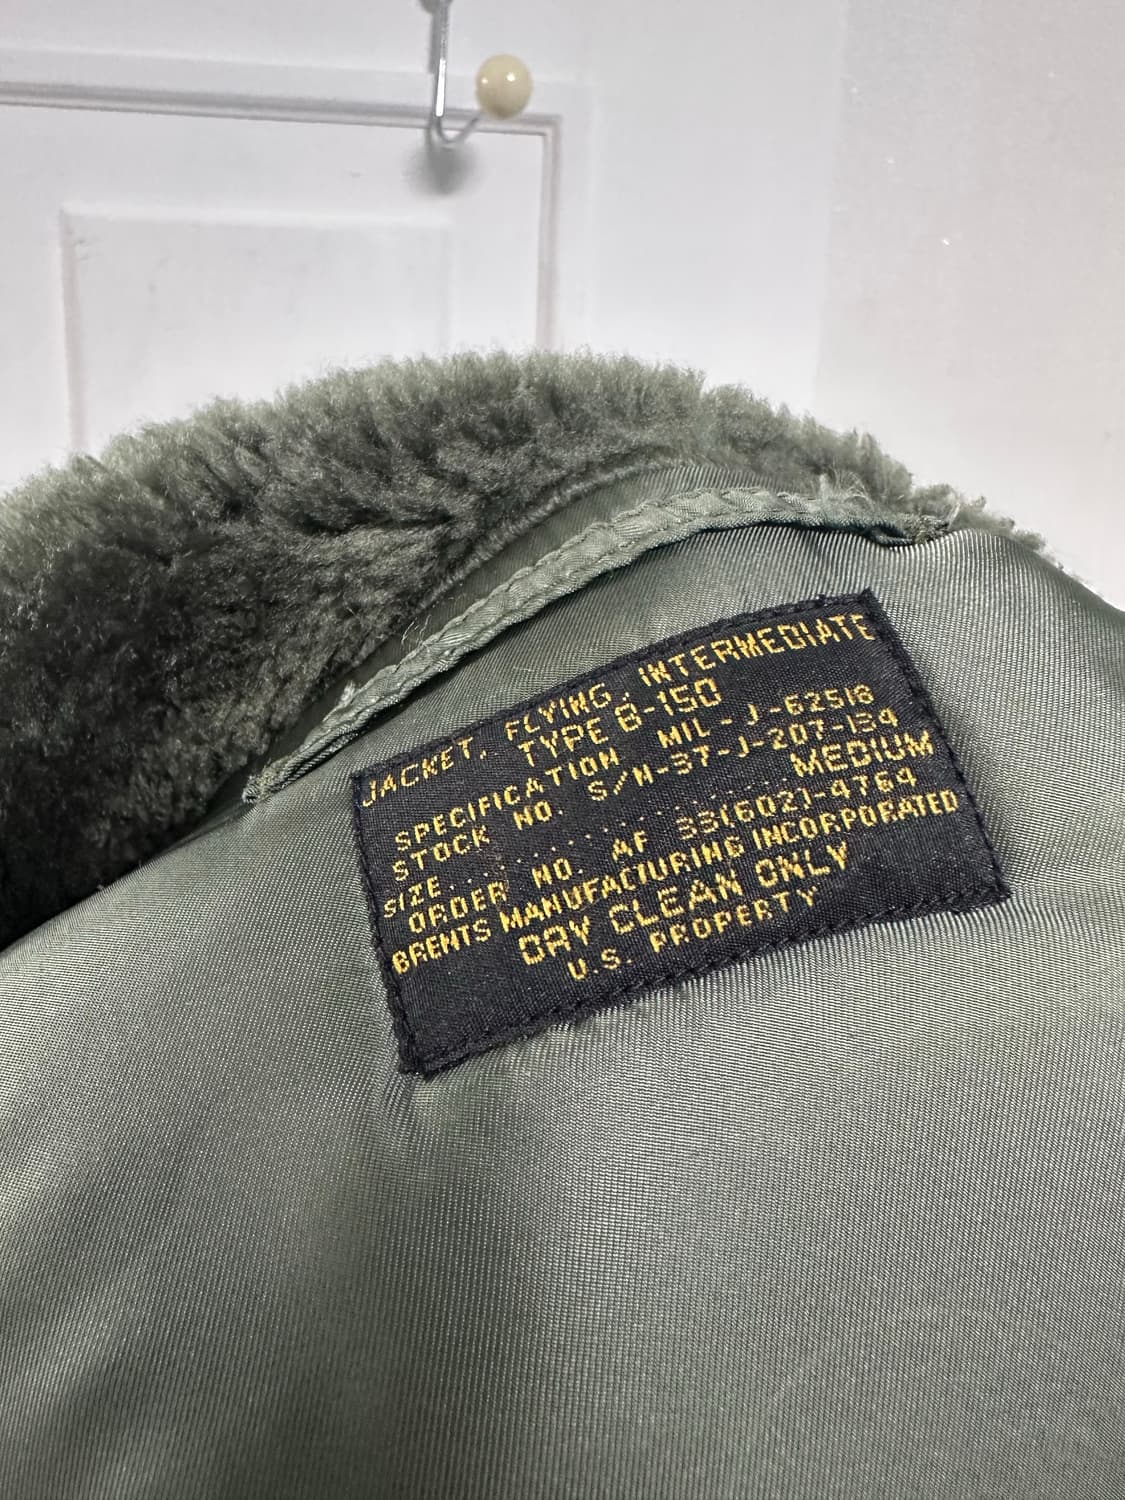 JACKET, FLYING, INTERMEDIATE
TYPE B-15D
SPECIFICATION MIL-J-6251B
STOCK NO. S/N-37-J-207-134
SIZE.................MEDIUM
ORDER NO. AF 33(602)-4764
BRENTS MANUFACTURING INCORPORATED
DRY CLEAN ONLY
U.S. PROPERTY